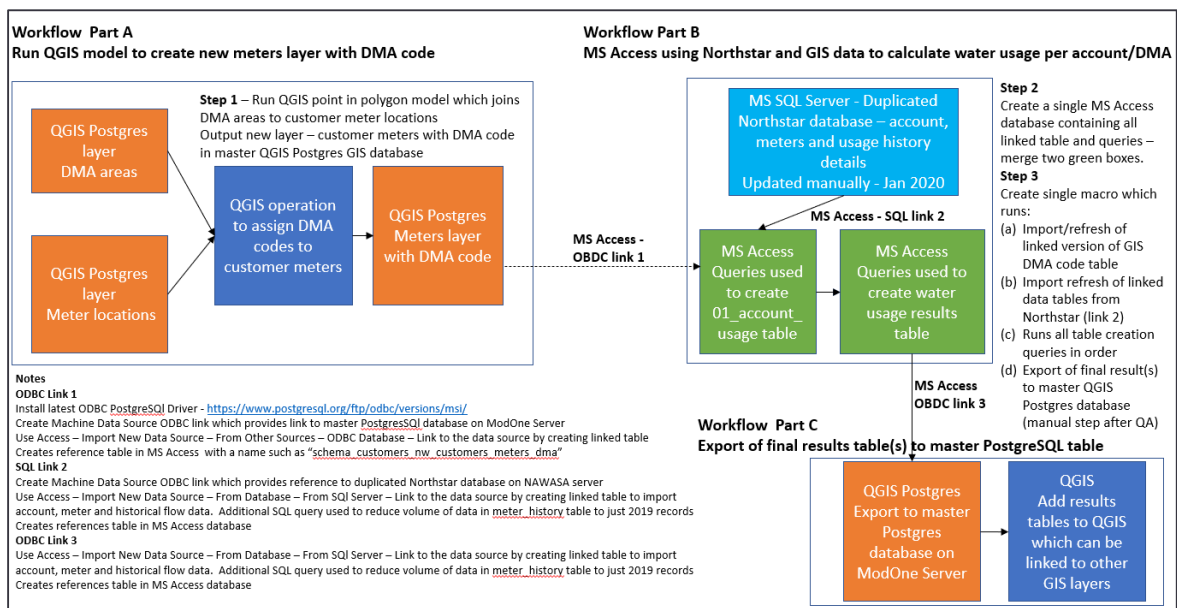 Workflow  Part A
Run QGIS model to create new meters layer with DMA code
Step 1 – Run QGIS point in polygon model which joins
DMA areas to customer meter locations
Output new layer – customer meters with DMA code
in master QGIS Postgres GIS database
QGIS Postgres
layer
DMA areas
QGIS Postgres
layer
Meter locations
QGIS operation
to assign DMA
codes to
customer meters
QGIS Postgres
Meters layer
with DMA code
MS Access -
OBDC link 1
Workflow Part B
MS Access using Northstar and GIS data to calculate water usage per account/DMA
MS SQL Server - Duplicated
Northstar database – account,
meters and usage history
details
Updated manually - Jan 2020
MS Access - SQL link 2
MS Access
Queries used
to create
01_account_
usage table
MS Access
Queries used to
create water
usage results
table
Step 2
Create a single MS Access
database containing all
linked table and queries –
merge two green boxes.
Step 3
Create single macro which
runs:
(a) Import/refresh of
linked version of GIS
DMA code table
(b) Import refresh of linked
data tables from
Northstar (link 2)
(c) Runs all table creation
queries in order
(d) Export of final result(s)
to master QGIS
Postgres database
(manual step after QA)
MS Access
OBDC link 3
Workflow  Part C
Export of final results table(s) to master PostgreSQL table
QGIS Postgres
Export to master
Postgres
database on
ModOne Server
QGIS
Add results
tables to QGIS
which can be
linked to other
GIS layers
Notes
ODBC Link 1
Install latest ODBC PostgreSQl Driver - https://www.postgresql.org/ftp/odbc/versions/msi/
Create Machine Data Source ODBC link which provides link to master PostgresSQl database on ModOne Server
Use Access – Import New Data Source – From Other Sources – ODBC Database – Link to the data source by creating linked table
Creates reference table in MS Access  with a name such as “schema_customers_nw_customers_meters_dma”
SQL Link 2
Create Machine Data Source ODBC link which provides reference to duplicated Northstar database on NAWASA server
Use Access – Import New Data Source – From Database – From SQl Server – Link to the data source by creating linked table to import
account, meter and historical flow data.  Additional SQL query used to reduce volume of data in meter_history table to just 2019 records
Creates references table in MS Access database
ODBC Link 3
Use Access – Import New Data Source – From Database – From SQl Server – Link to the data source by creating linked table to import
account, meter and historical flow data.  Additional SQL query used to reduce volume of data in meter_history table to just 2019 records
Creates references table in MS Access database